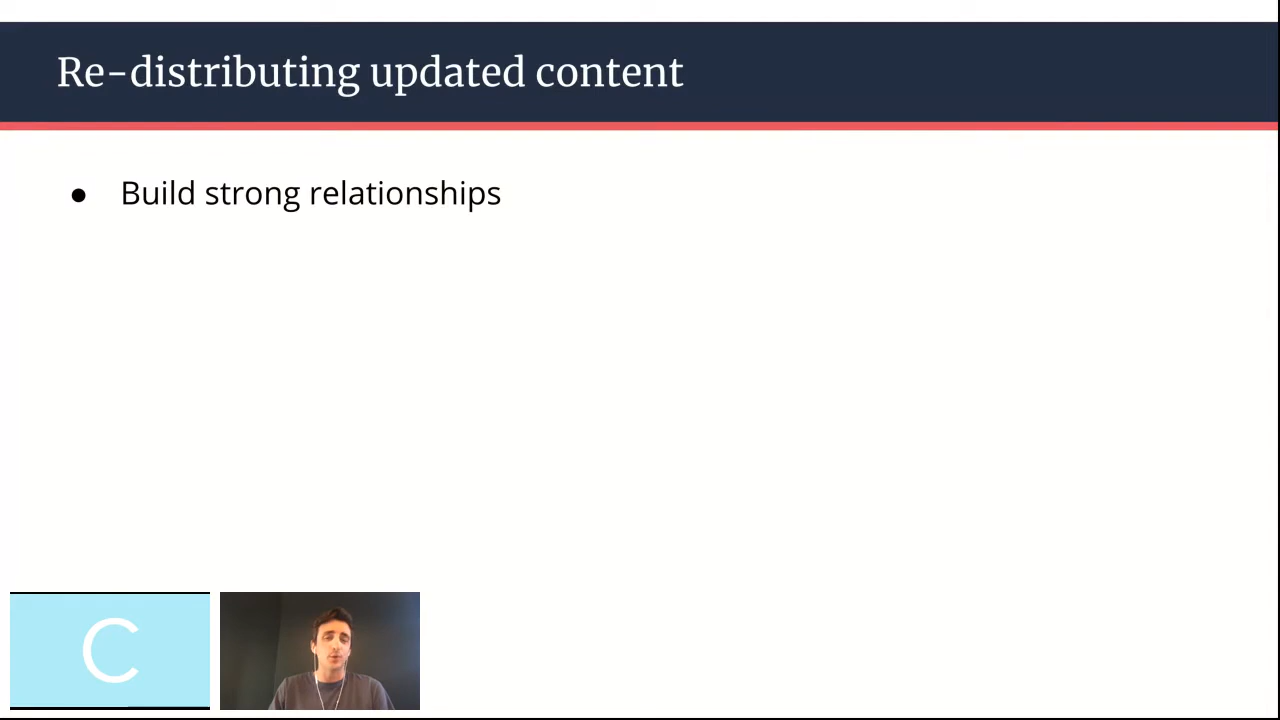 Re-distributing updated content
● Build strong relationships
C